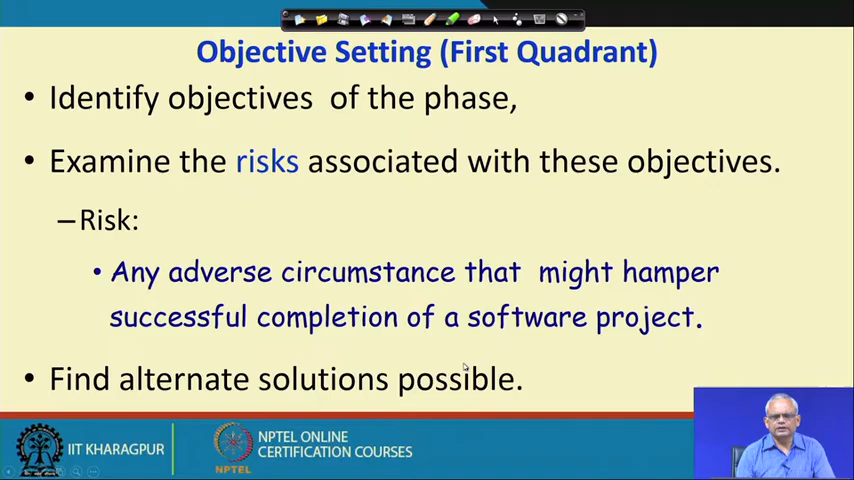 Objective Setting (First Quadrant)
• Identify objectives of the phase,
• Examine the risks associated with these objectives.
–Risk:
• Any adverse circumstance that might hamper
successful completion of a software project.
• Find alternate solutions possible.
IIT KHARAGPUR
NPTEL
NPTEL ONLINE
CERTIFICATION COURSES